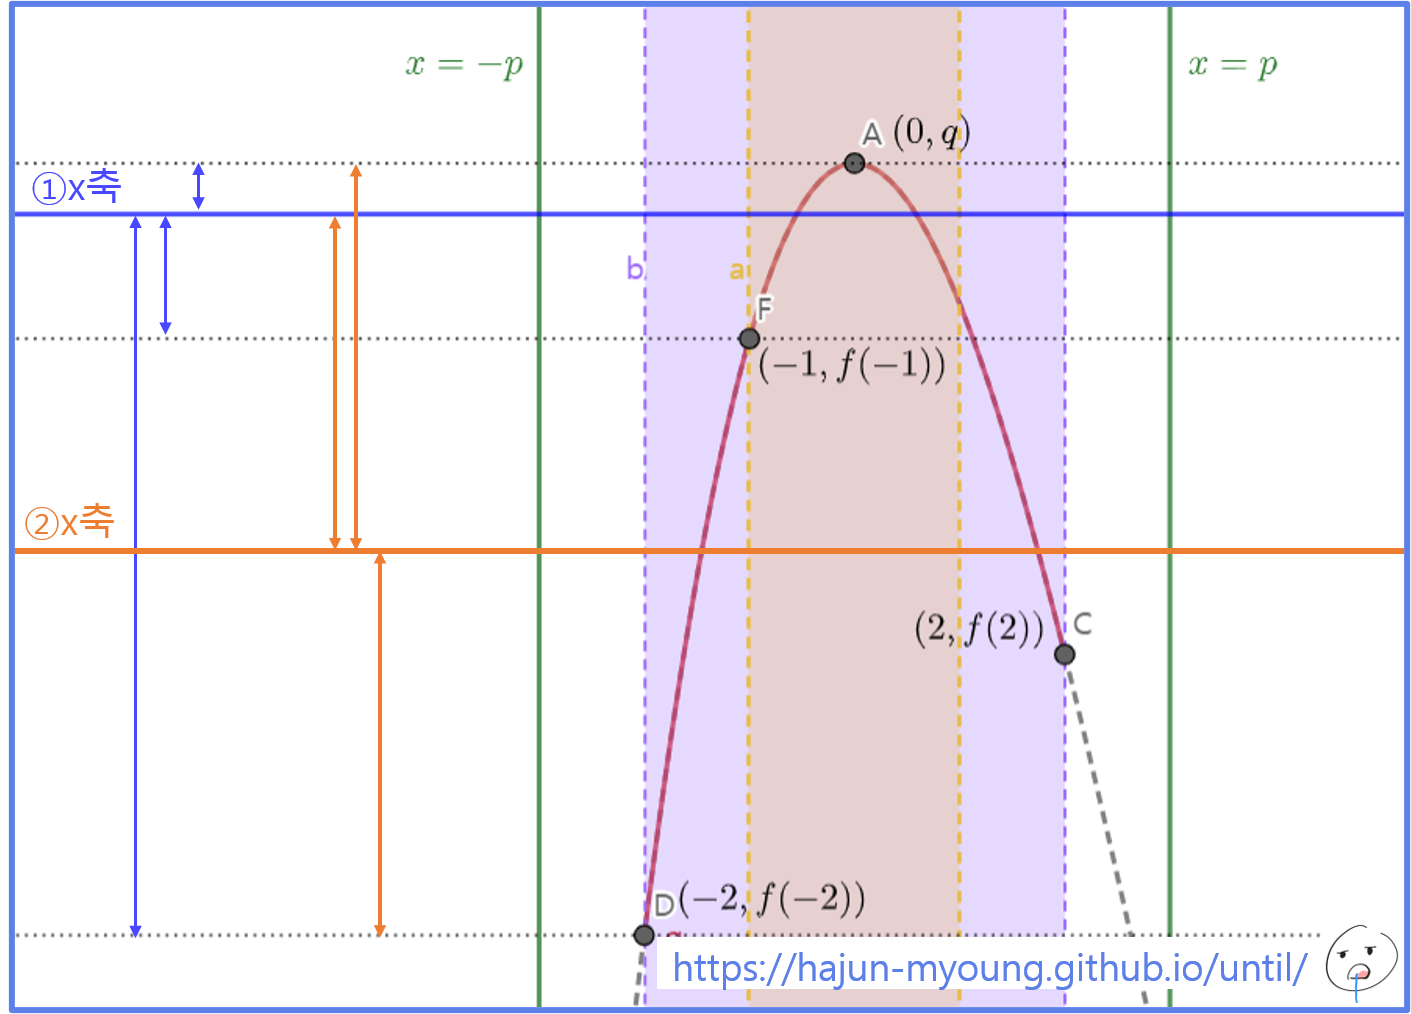 x = −p
x = p
A (0, q)
①x축
b
a
F
(−1, f(−1))
②x축
(2, f(2)) C
D(−2, f(−2))
https://hajun-myoung.github.io/until/